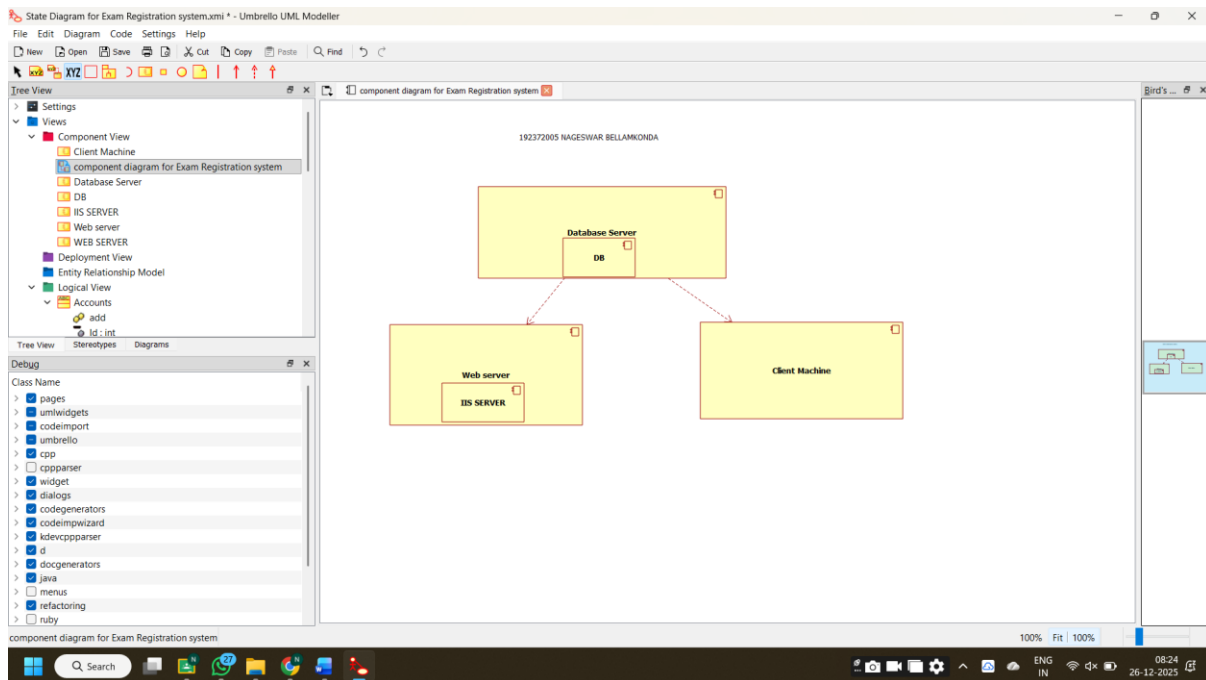 State Diagram for Exam Registration system.xmi * - Umbrello UML Modeller
File Edit Diagram Code Settings Help
New Open Save Cut Copy Paste Find
XYZ XYZ
Tree View
component diagram for Exam Registration system
Bird's ...
Settings
Views
Component View
Client Machine
component diagram for Exam Registration system
Database Server
DB
IIS SERVER
Web server
WEB SERVER
Deployment View
Entity Relationship Model
Logical View
Accounts
add
Id : int
Tree View Stereotypes Diagrams
Debug
Class Name
pages
umlwidgets
codeimport
umbrello
cpp
cppparser
widget
dialogs
codegenerators
codeimpwizard
kdevcppparser
d
docgenerators
java
menus
refactoring
ruby
192372005 NAGESWAR BELLAMKONDA
Database Server
DB
Web server
IIS SERVER
Client Machine
component diagram for Exam Registration system
100% Fit 100%
Search
27
ENG
IN
08:24
26-12-2025